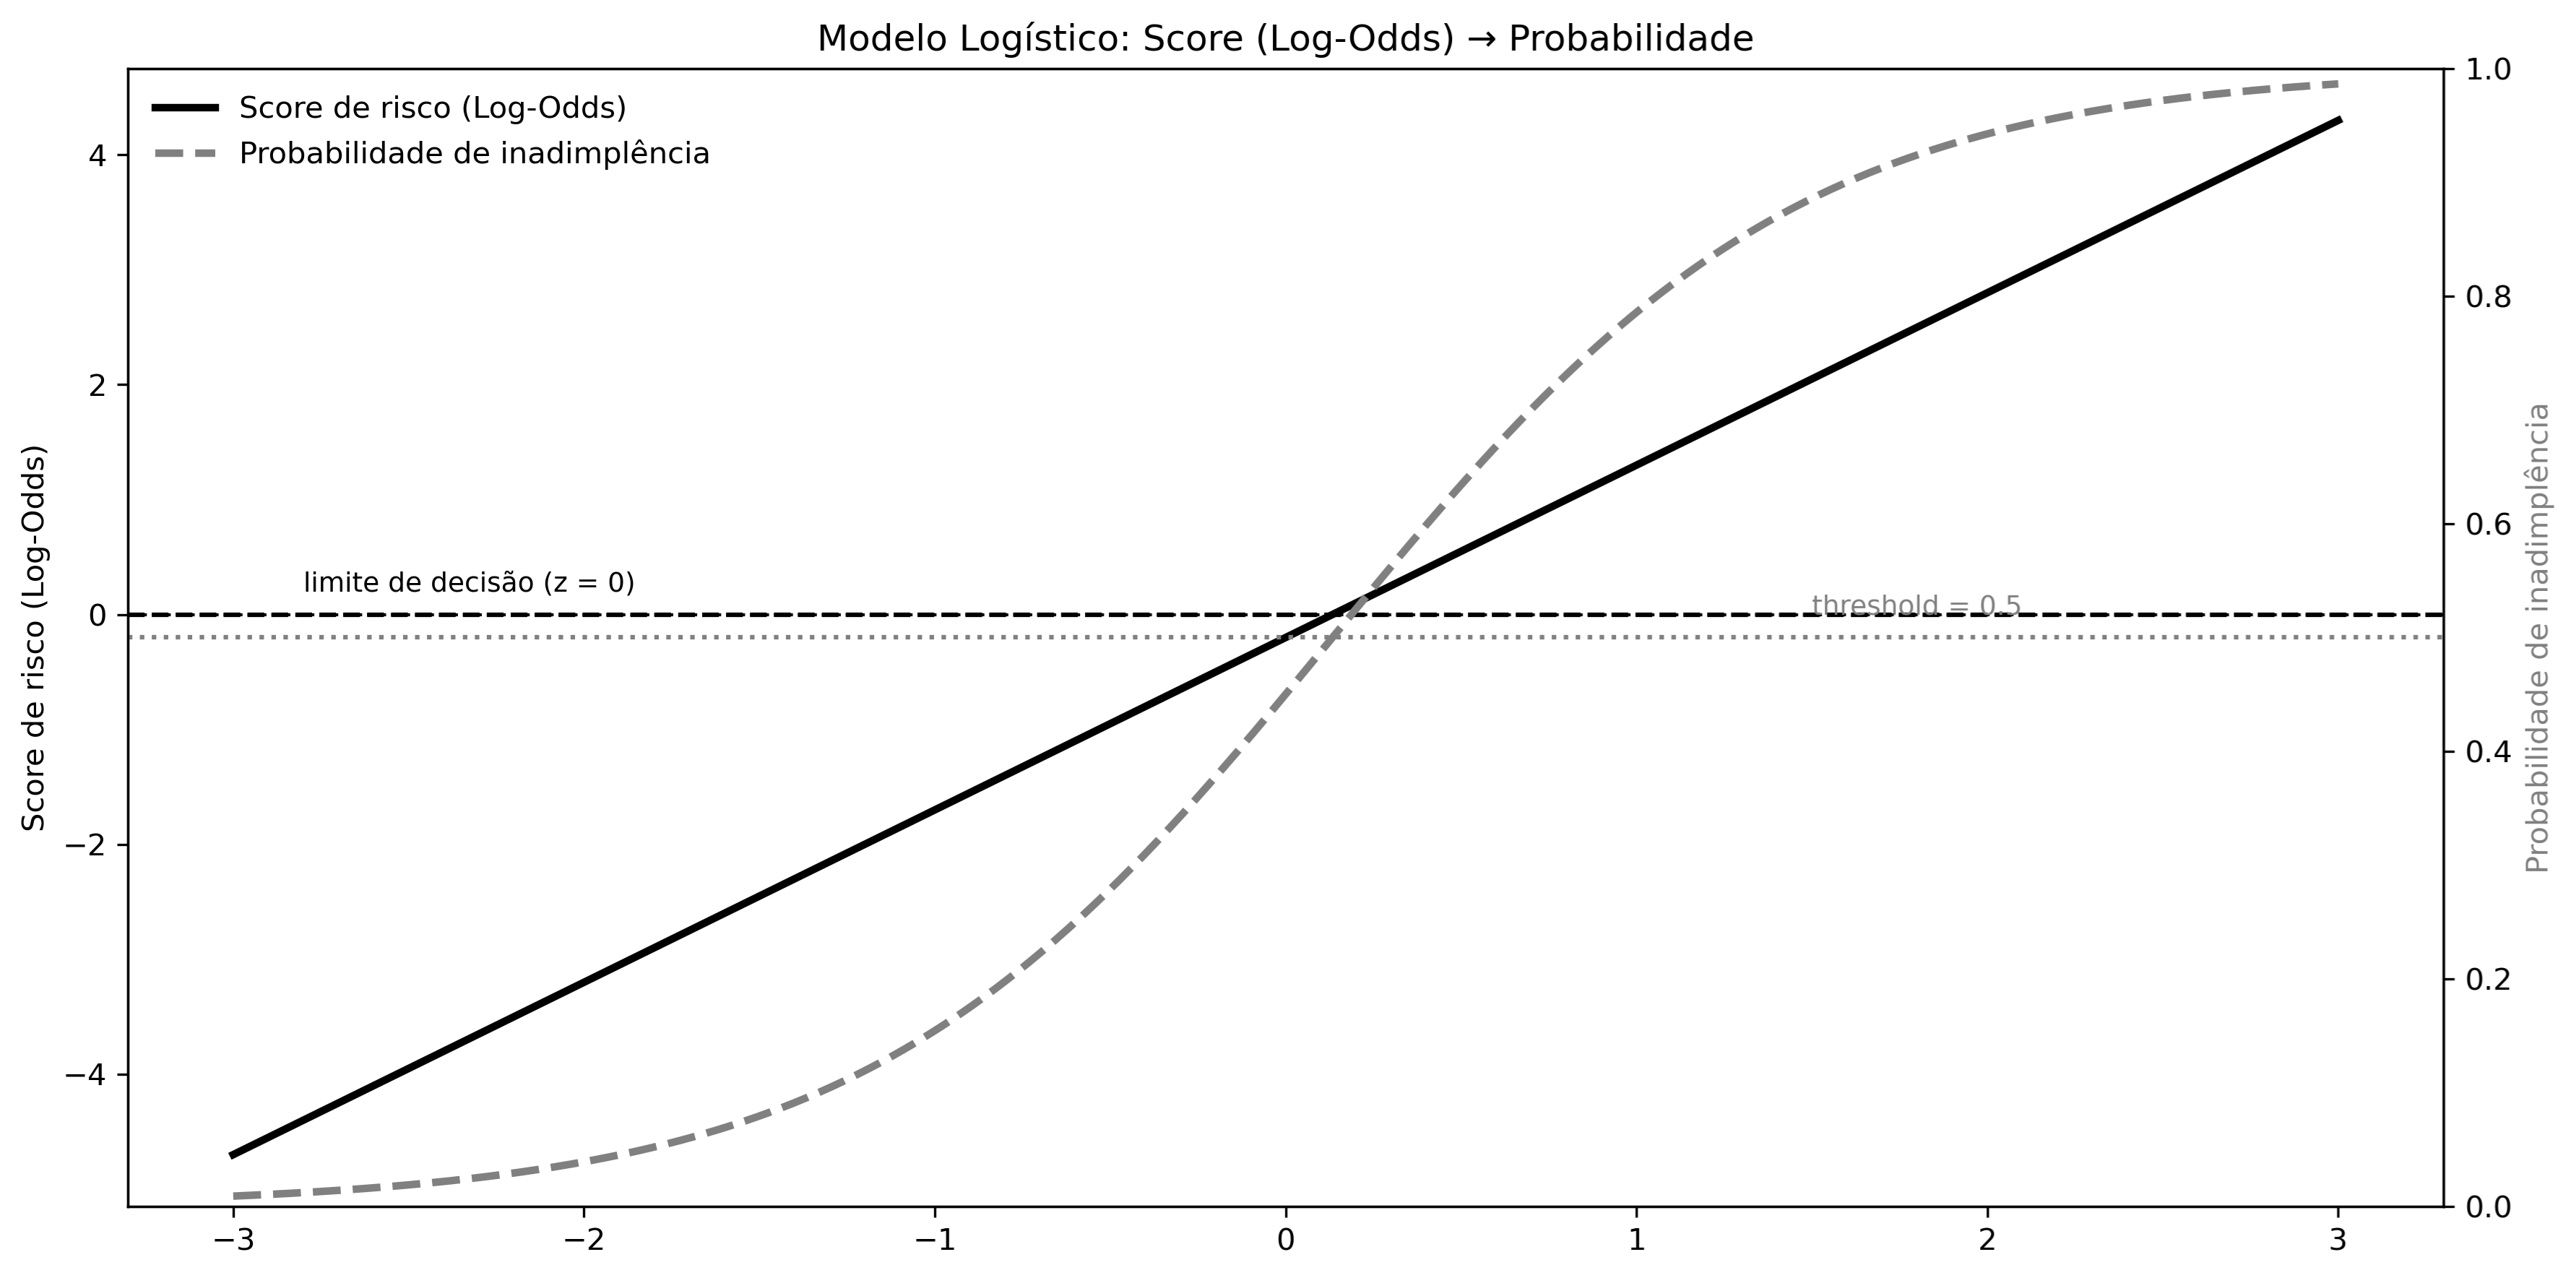 Modelo Logístico: Score (Log-Odds) → Probabilidade
Score de risco (Log-Odds)
Probabilidade de inadimplência
Score de risco (Log-Odds)
4
2
0
−2
−4
limite de decisão (z = 0)
threshold = 0.5
1.0
0.8
0.6
0.4
0.2
0.0
Probabilidade de inadimplência
−3
−2
−1
0
1
2
3